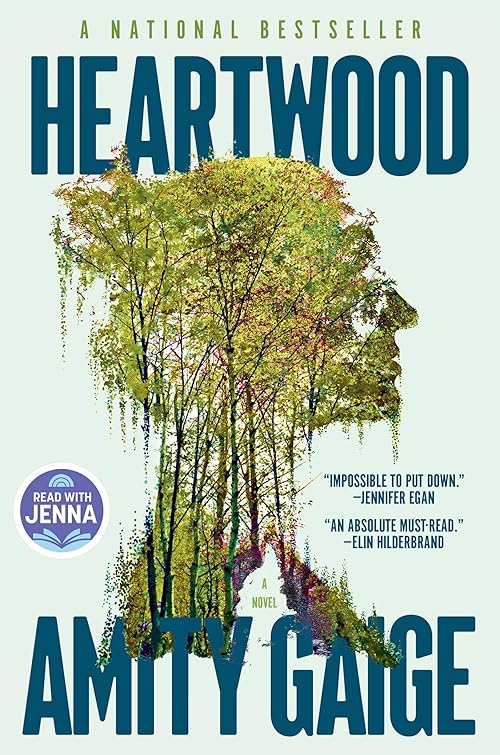 A NATIONAL BESTSELLER
HEARTWOOD
“IMPOSSIBLE TO PUT DOWN.”
—JENNIFER EGAN
“AN ABSOLUTE MUST-READ.”
—ELIN HILDERBRAND
READ WITH
JENNA
A
NOVEL
AMITY GAIGE